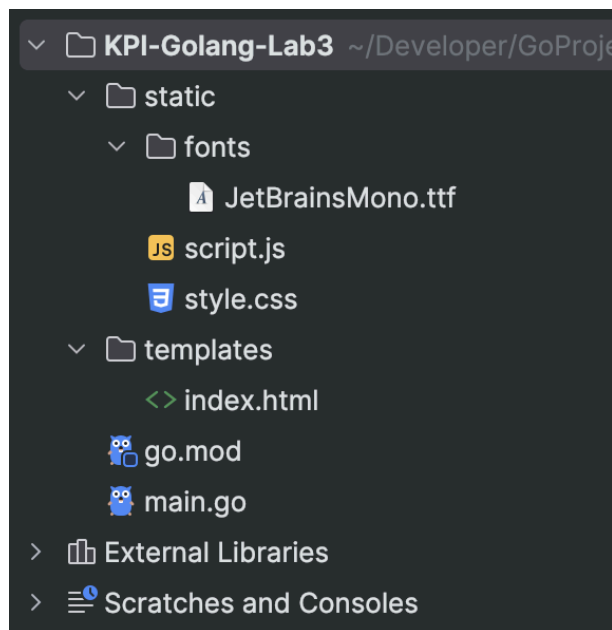 KPI-Golang-Lab3 ~/Developer/GoProje
static
fonts
JetBrainsMono.ttf
JS script.js
style.css
templates
<> index.html
go.mod
main.go
External Libraries
Scratches and Consoles